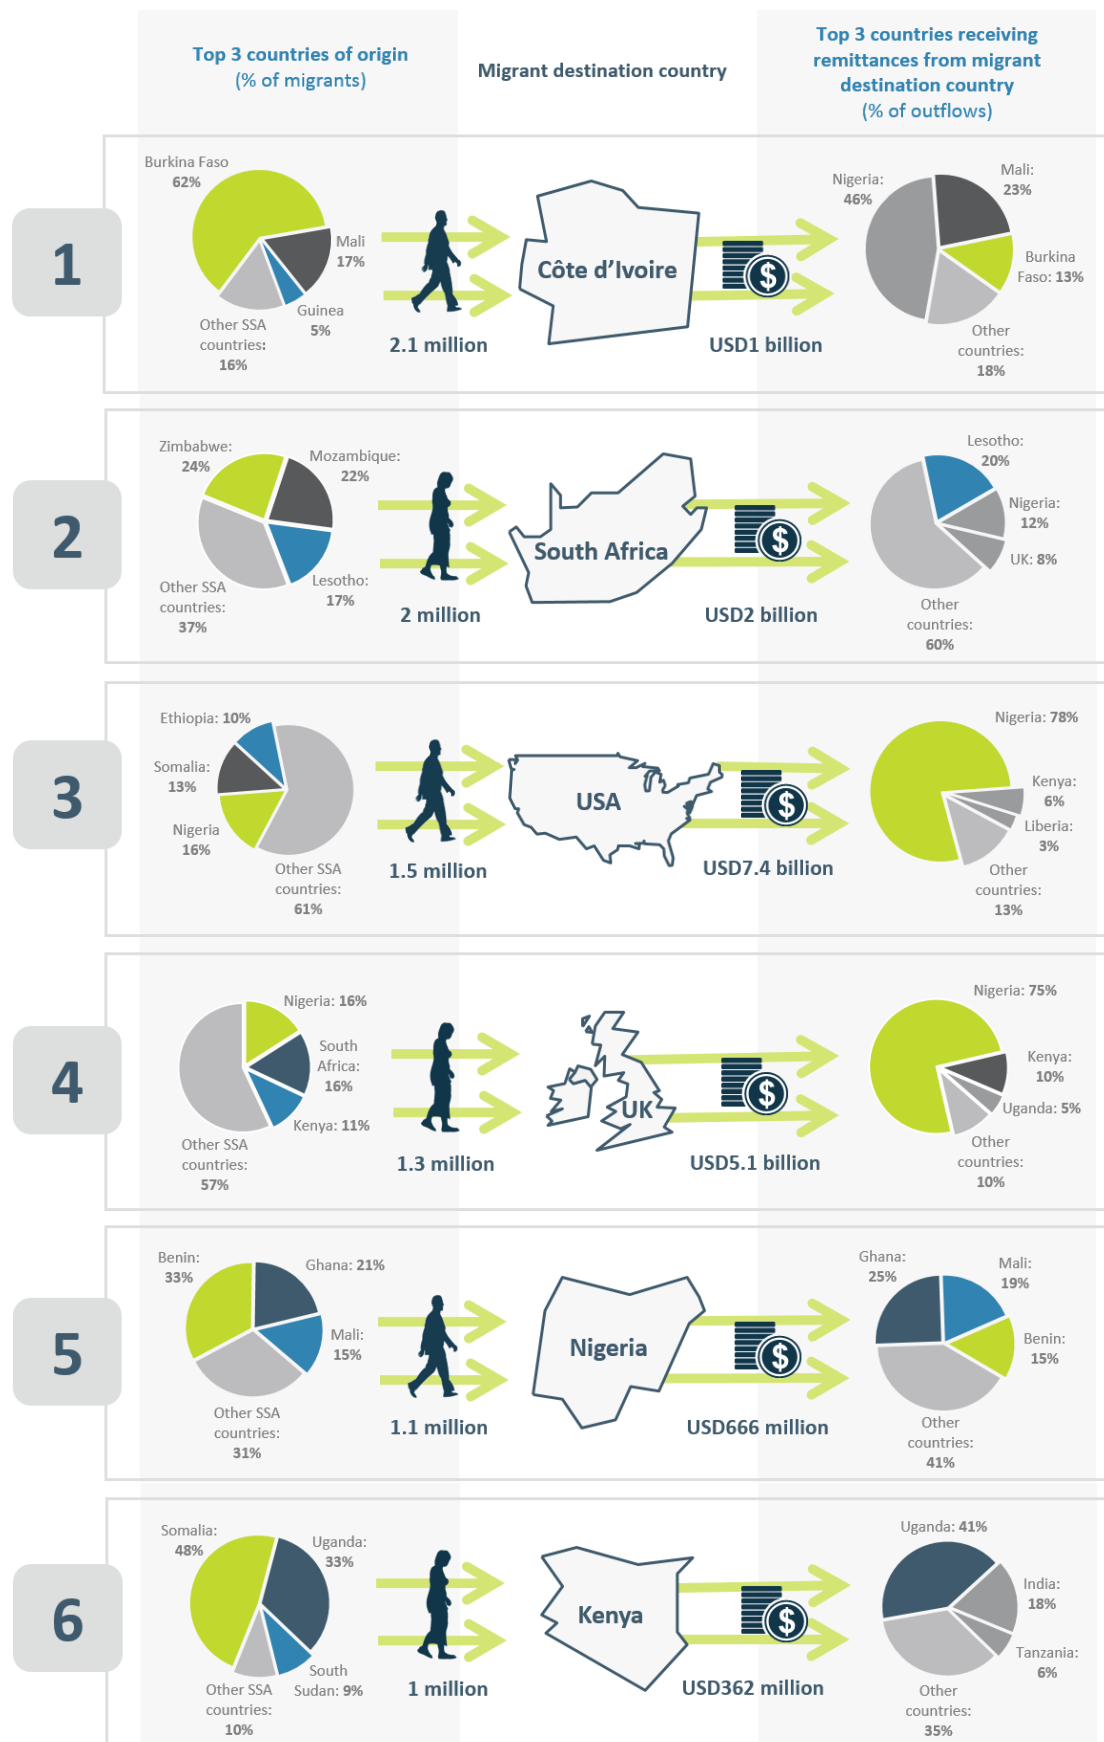 Top 3 countries of origin
(% of migrants)
Migrant destination country
Top 3 countries receiving
remittances from migrant
destination country
(% of outflows)
1
Burkina Faso
62%
Mali
17%
Guinea
5%
Other SSA
countries:
16%
2.1 million
Côte d'Ivoire
$
USD1 billion
Nigeria:
46%
Mali:
23%
Burkina
Faso: 13%
Other
countries:
18%
2
Zimbabwe:
24%
Mozambique:
22%
Lesotho:
17%
Other SSA
countries:
37%
2 million
South Africa
$
USD2 billion
Lesotho:
20%
Nigeria:
12%
UK: 8%
Other
countries:
60%
3
Ethiopia: 10%
Somalia:
13%
Nigeria
16%
Other SSA
countries:
61%
1.5 million
USA
$
USD7.4 billion
Nigeria: 78%
Kenya:
6%
Liberia:
3%
Other
countries:
13%
4
Nigeria: 16%
South
Africa:
16%
Kenya: 11%
Other SSA
countries:
57%
1.3 million
UK
$
USD5.1 billion
Nigeria: 75%
Kenya:
10%
Uganda: 5%
Other
countries:
10%
5
Benin:
33%
Ghana: 21%
Mali:
15%
Other SSA
countries:
31%
1.1 million
Nigeria
$
USD666 million
Ghana:
25%
Mali:
19%
Benin:
15%
Other
countries:
41%
6
Somalia:
48%
Uganda:
33%
South
Sudan: 9%
Other SSA
countries:
10%
1 million
Kenya
$
USD362 million
Uganda: 41%
India:
18%
Tanzania:
6%
Other
countries:
35%